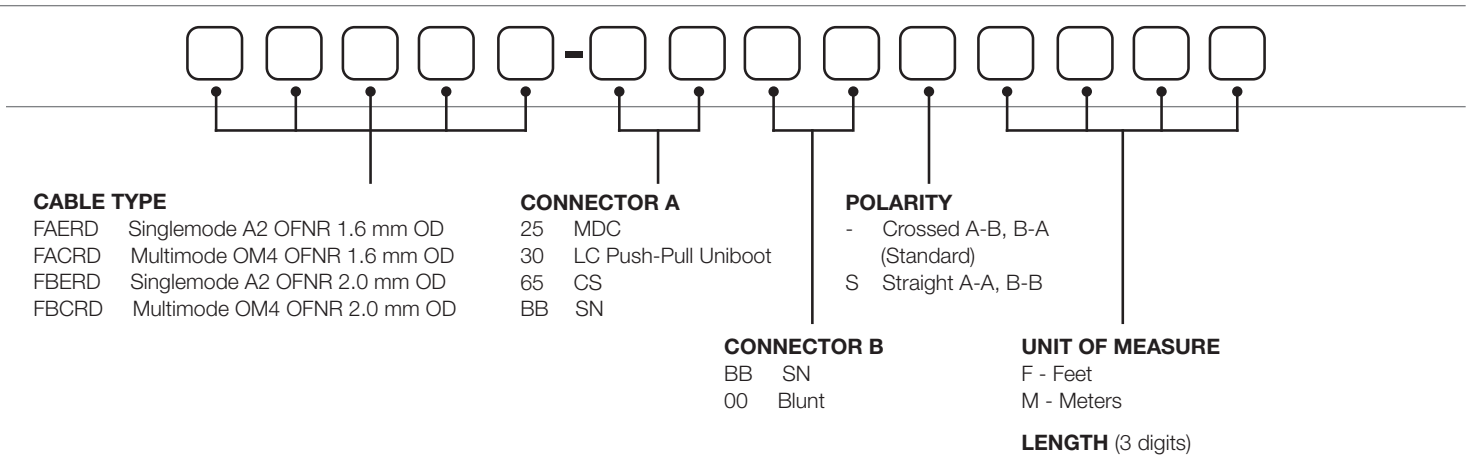 -
CABLE TYPE
FAERD Singlemode A2 OFNR 1.6 mm OD
FACRD Multimode OM4 OFNR 1.6 mm OD
FBERD Singlemode A2 OFNR 2.0 mm OD
FBCRD Multimode OM4 OFNR 2.0 mm OD
CONNECTOR A
25 MDC
30 LC Push-Pull Uniboot
65 CS
BB SN
POLARITY
- Crossed A-B, B-A
(Standard)
S Straight A-A, B-B
CONNECTOR B
BB SN
00 Blunt
UNIT OF MEASURE
F - Feet
M - Meters
LENGTH (3 digits)